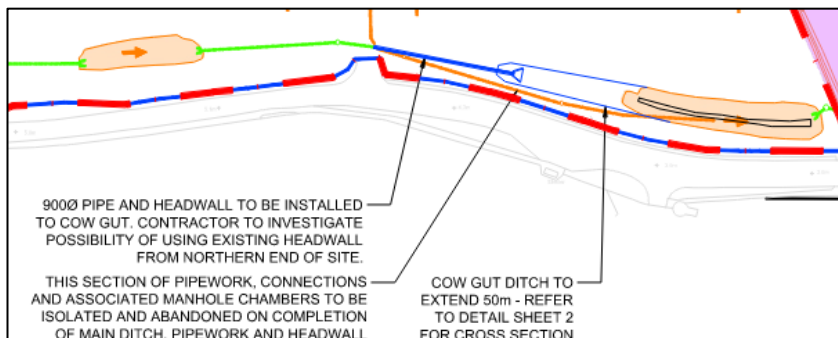 900Ø PIPE AND HEADWALL TO BE INSTALLED
TO COW GUT. CONTRACTOR TO INVESTIGATE
POSSIBILITY OF USING EXISTING HEADWALL
FROM NORTHERN END OF SITE.
THIS SECTION OF PIPEWORK, CONNECTIONS
AND ASSOCIATED MANHOLE CHAMBERS TO BE
ISOLATED AND ABANDONED ON COMPLETION
OF MAIN DITCH. PIPEWORK AND HEADWALL
COW GUT DITCH TO
EXTEND 50m - REFER
TO DETAIL SHEET 2
FOR CROSS SECTION